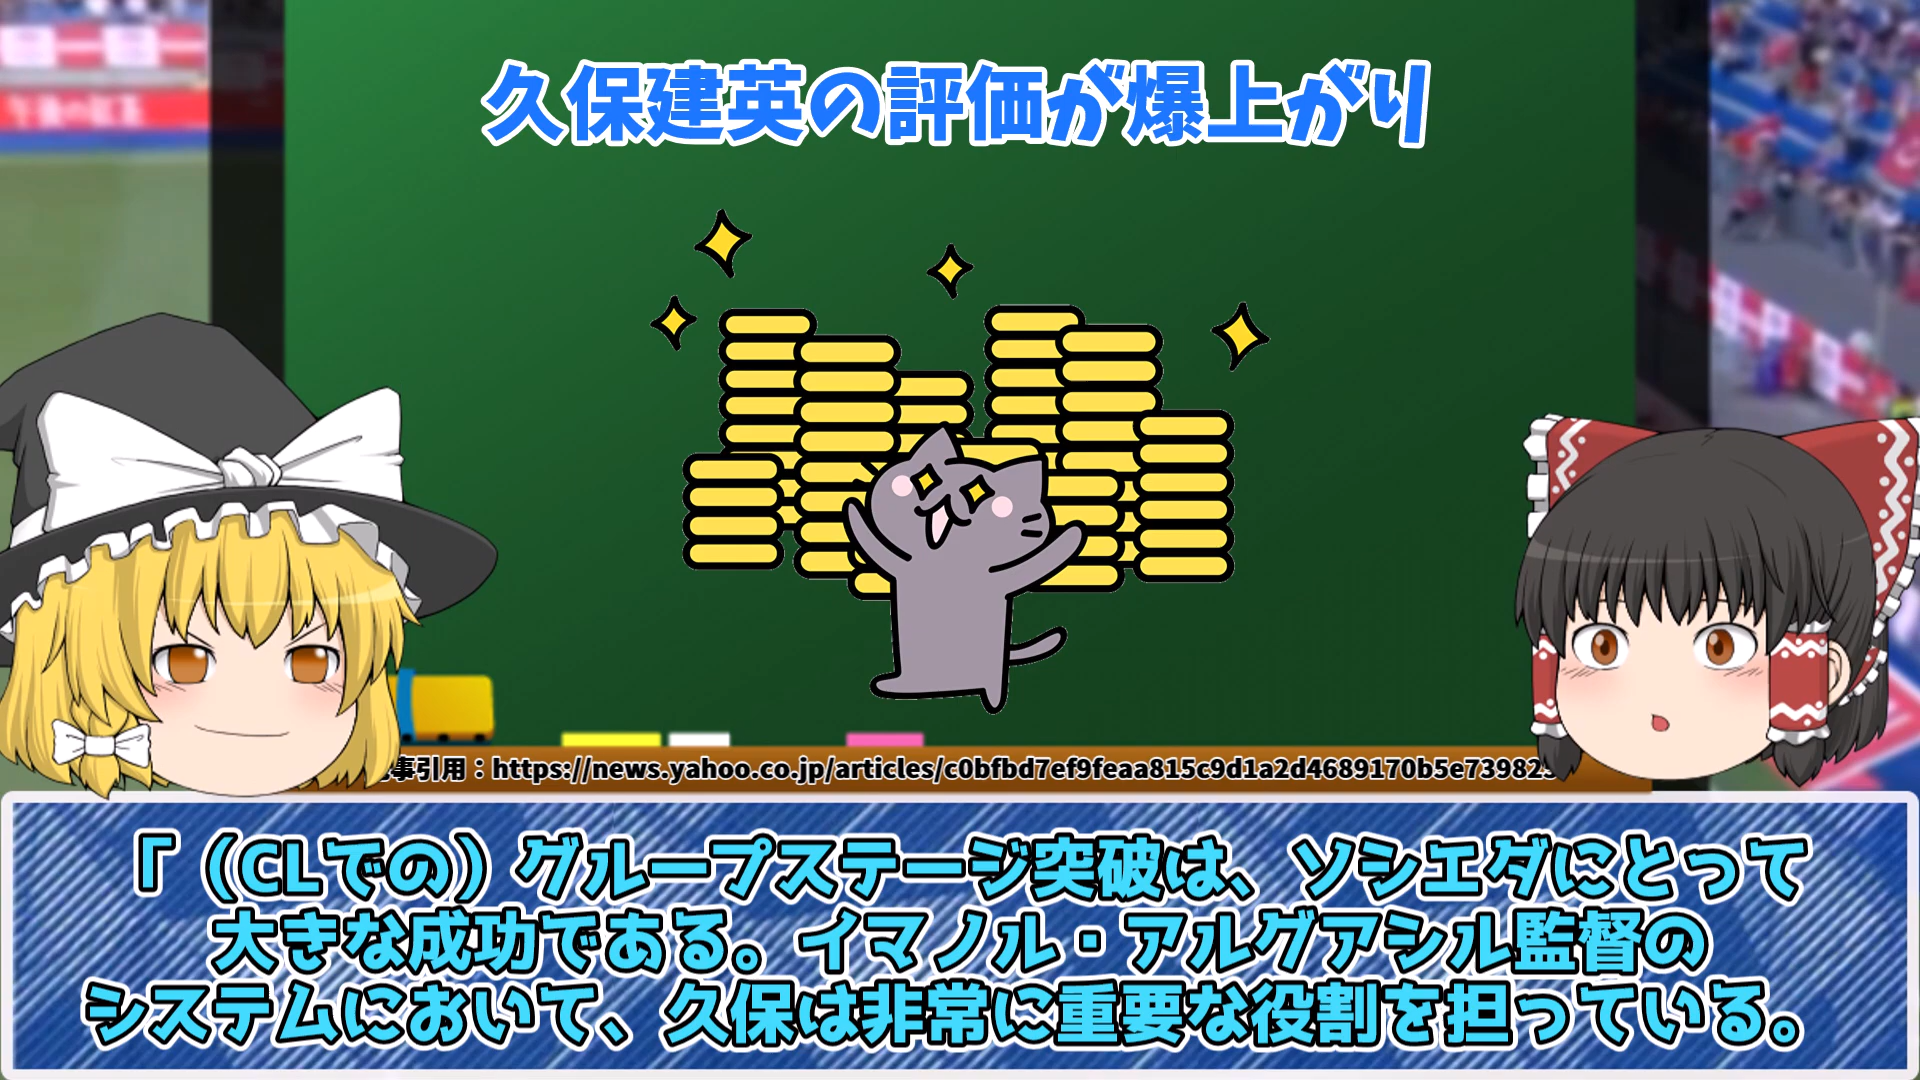 久保建英の評価が爆上がり
事引用：https://news.yahoo.co.jp/articles/c0bfbd7ef9feaa815c9d1a2d4689170b5e739825
「（CLでの）グループステージ突破は、ソシエダにとって
大きな成功である。イマノル・アルグアシル監督の
システムにおいて、久保は非常に重要な役割を担っている。